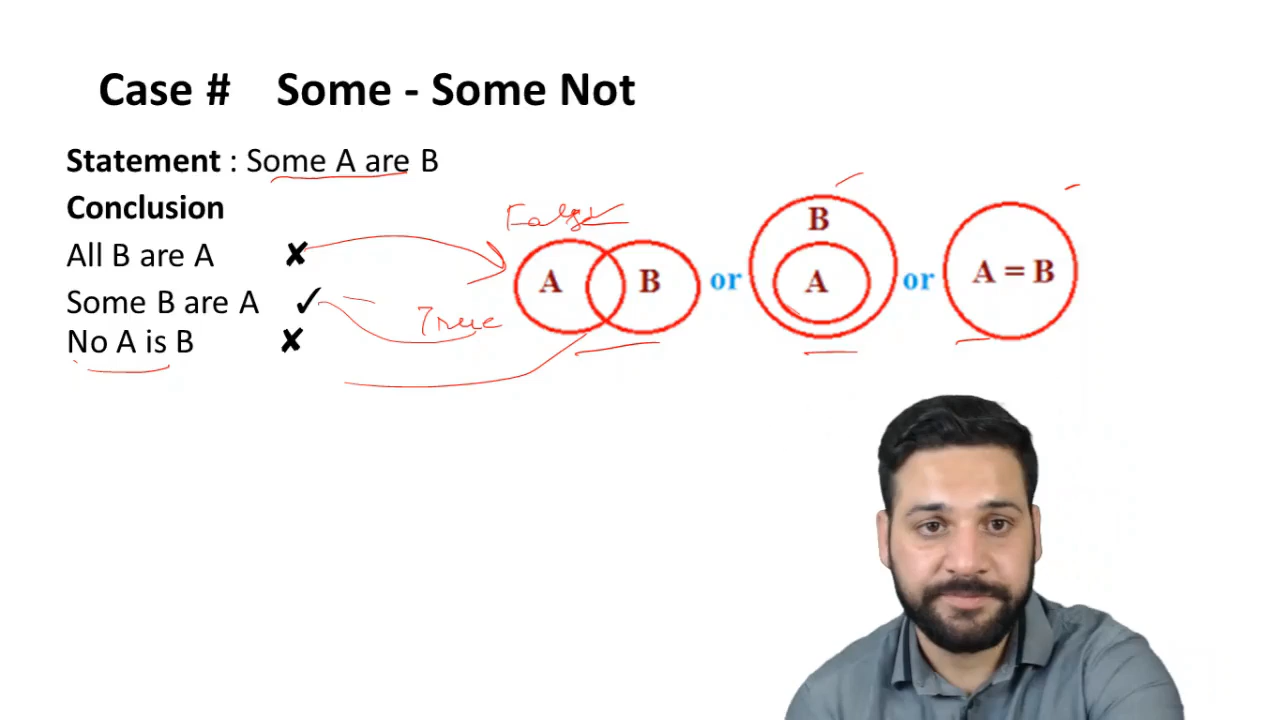 Case # Some - Some Not
Statement : Some A are B
Conclusion
All B are A ✘
Some B are A ✓
No A is B ✘
False
True
A B or B A or A = B